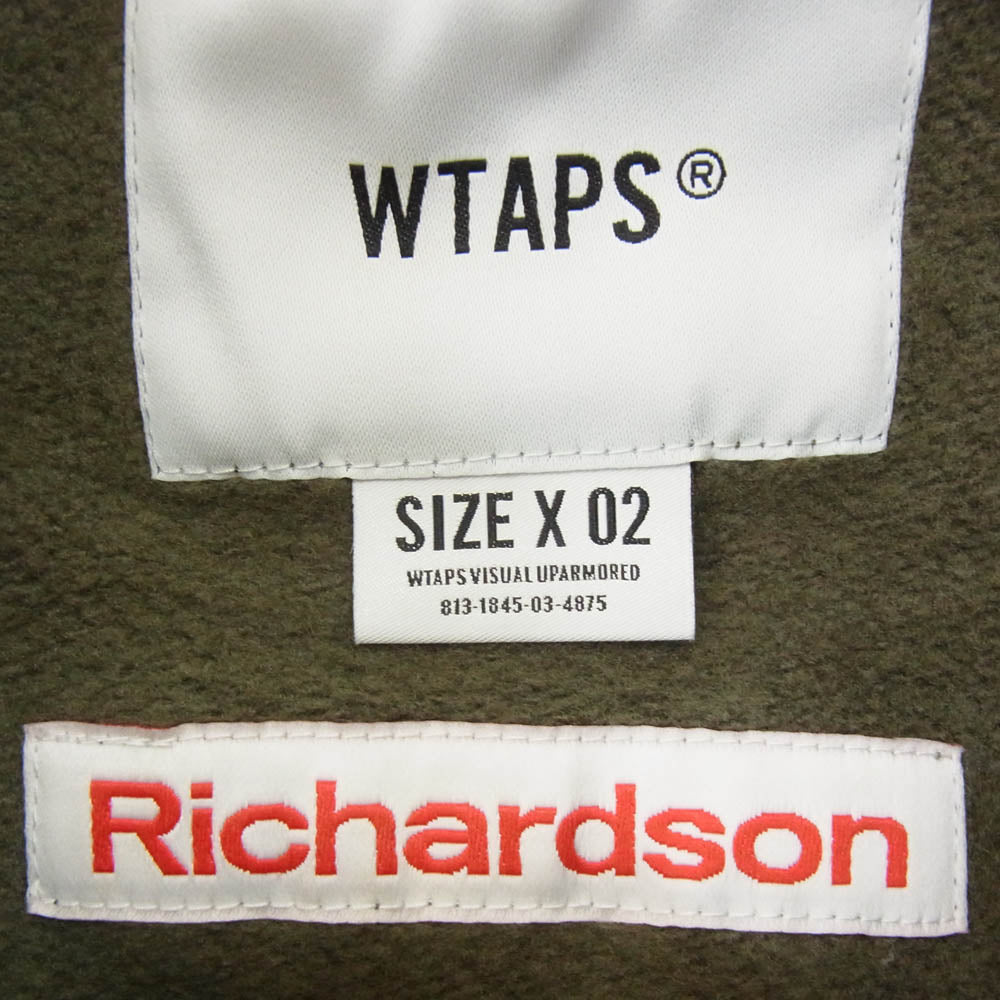 WTAPS®
SIZE X 02
WTAPS VISUAL UPARMORED
813-1845-03-4875
Richardson